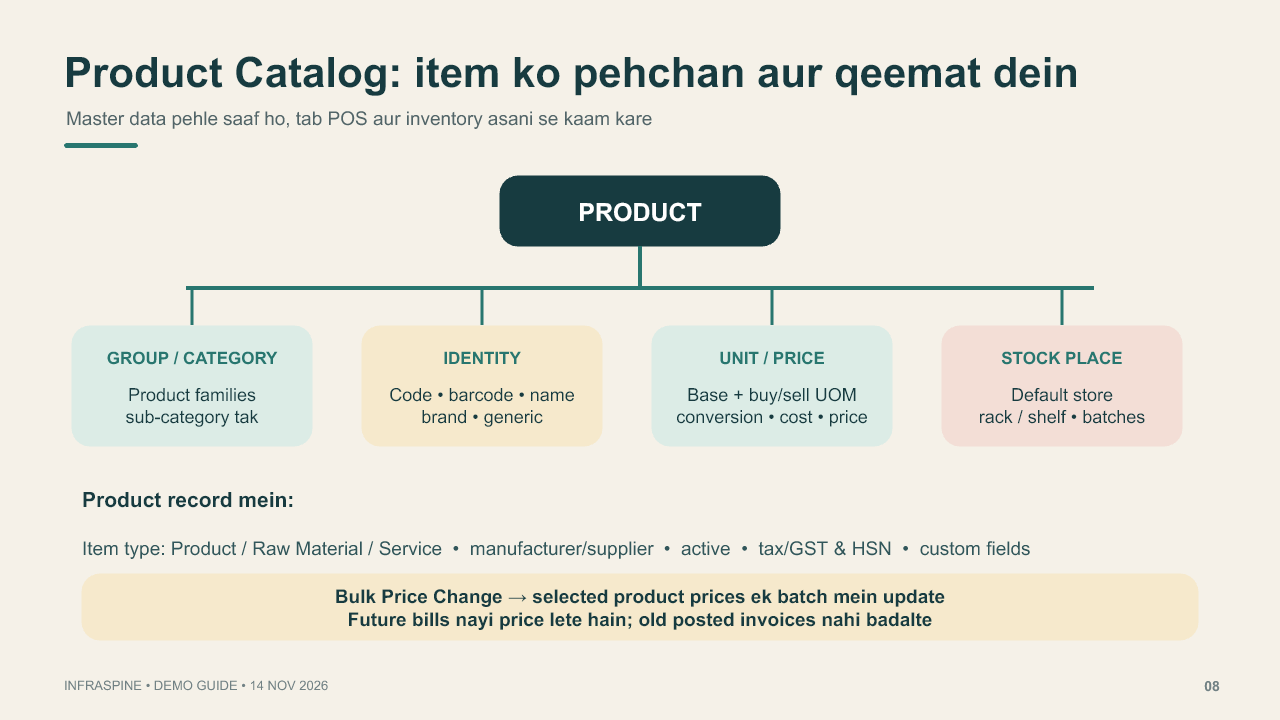 Product Catalog: item ko pehchan aur qeemat dein
Master data pehle saaf ho, tab POS aur inventory asani se kaam kare
PRODUCT
GROUP / CATEGORY
Product families
sub-category tak
IDENTITY
Code • barcode • name
brand • generic
UNIT / PRICE
Base + buy/sell UOM
conversion • cost • price
STOCK PLACE
Default store
rack / shelf • batches
Product record mein:
Item type: Product / Raw Material / Service • manufacturer/supplier • active • tax/GST & HSN • custom fields
Bulk Price Change → selected product prices ek batch mein update
Future bills nayi price lete hain; old posted invoices nahi badalte
INFRASPINE • DEMO GUIDE • 14 NOV 2026
08